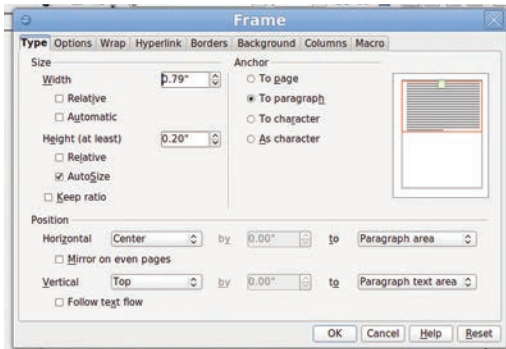 Frame
Type Options Wrap Hyperlink Borders Background Columns Macro
Size
Width 0.79"
Relative
Automatic
Height (at least) 0.20"
Relative
AutoSize
Keep ratio
Anchor
To page
To paragraph
To character
As character
Position
Horizontal Center by 0.00" to Paragraph area
Mirror on even pages
Vertical Top by 0.00" to Paragraph text area
Follow text flow
OK Cancel Help Reset